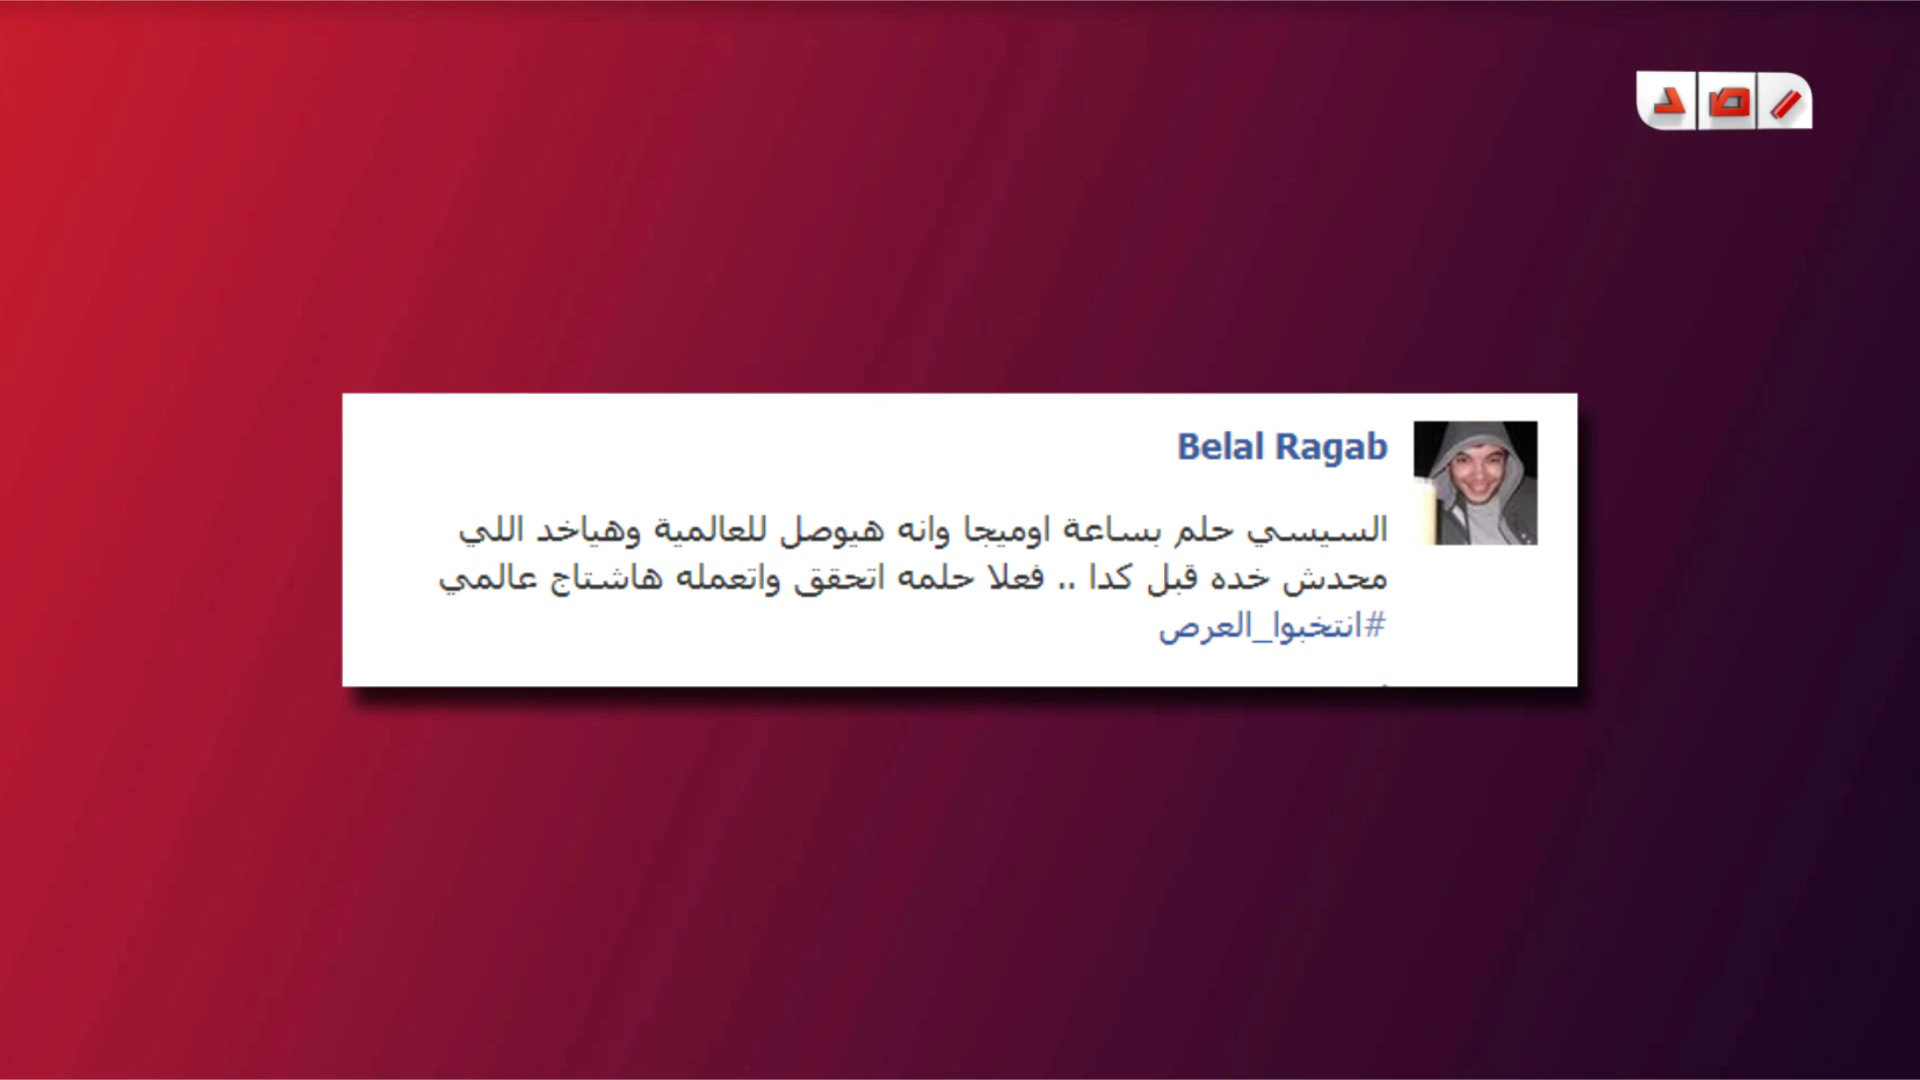 Belal Ragab
السيسي حلم بساعة اوميجا وانه هيوصل للعالمية وهياخد اللي
محدش خده قبل كدا .. فعلا حلمه اتحقق واتعمله هاشتاج عالمي
#انتخبوا_العرص